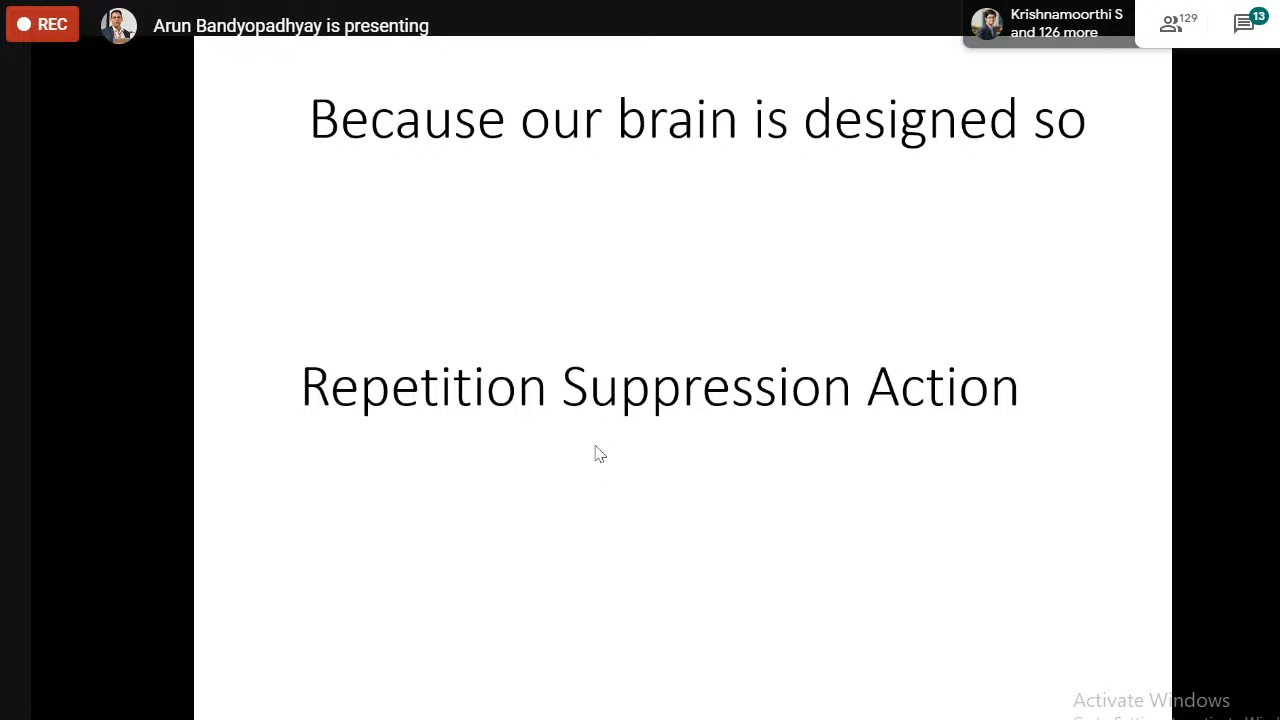 REC
Arun Bandyopadhyay is presenting
Krishnamoorthi S
and 126 more
129
13
Because our brain is designed so
Repetition Suppression Action
Activate Windows